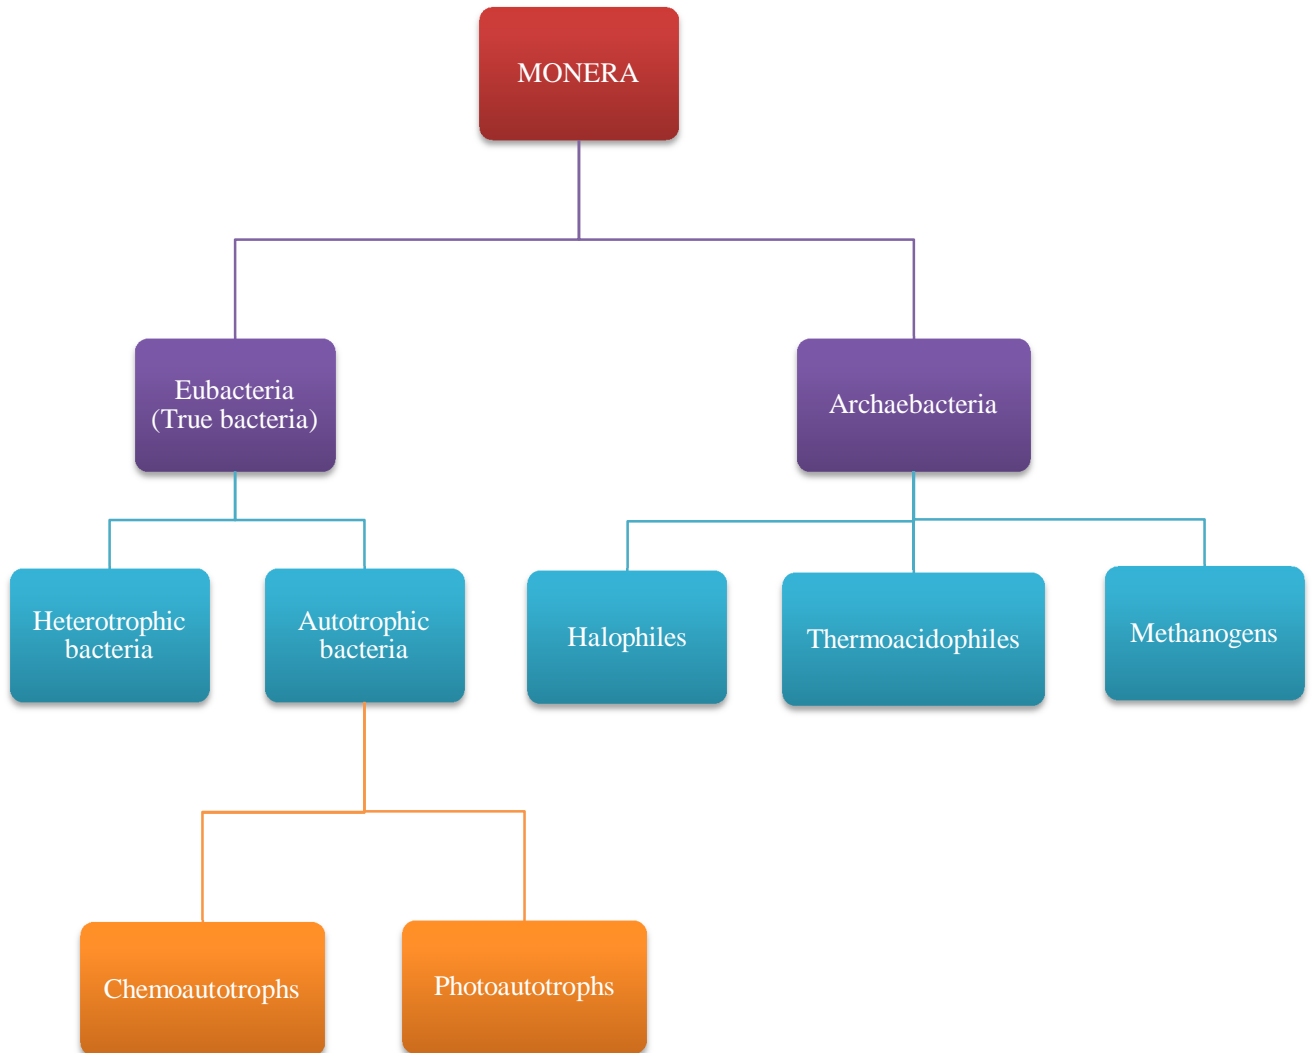 MONERA
Eubacteria
(True bacteria)
Archaebacteria
Heterotrophic
bacteria
Autotrophic
bacteria
Halophiles
Thermoacidophiles
Methanogens
Chemoautotrophs
Photoautotrophs